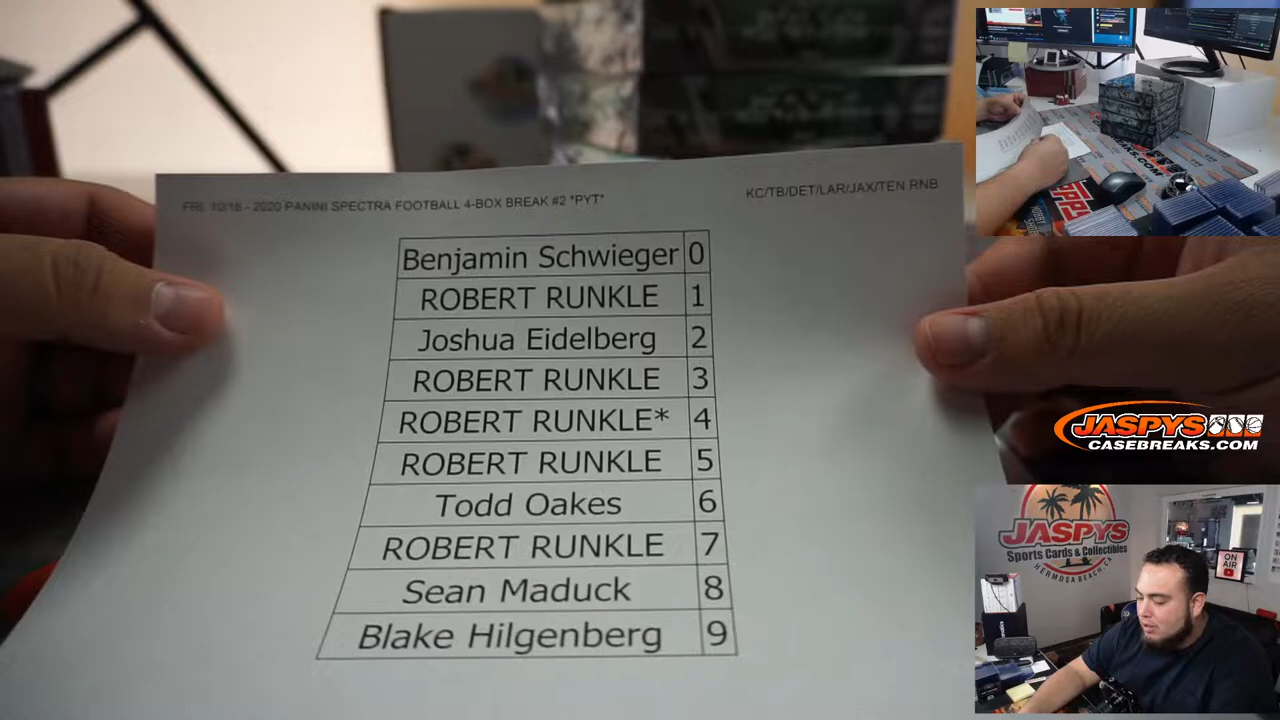 FRI, 10/16 - 2020 PANINI SPECTRA FOOTBALL 4-BOX BREAK #2 *PYT*
KC/TB/DET/LAR/JAX/TEN RNB
Benjamin Schwieger 0
ROBERT RUNKLE 1
Joshua Eidelberg 2
ROBERT RUNKLE 3
ROBERT RUNKLE* 4
ROBERT RUNKLE 5
Todd Oakes 6
ROBERT RUNKLE 7
Sean Maduck 8
Blake Hilgenberg 9
TOPPS
JASPYS
CASEBREAKS.COM
JASPYS
Sports Cards & Collectibles
HERMOSA BEACH, CA
ON
AIR